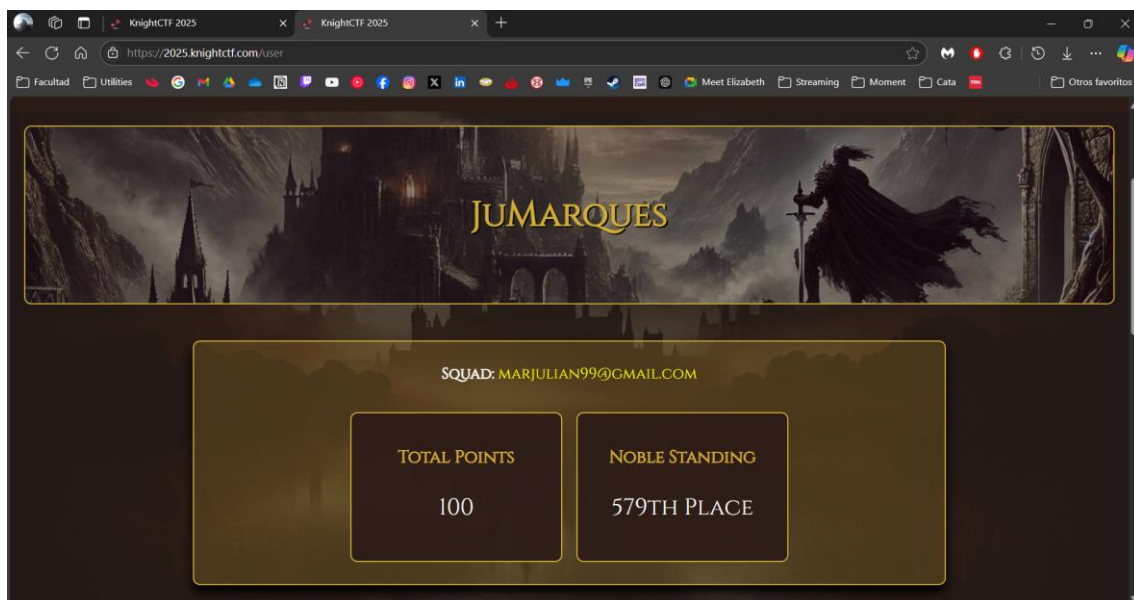 KnightCTF 2025
KnightCTF 2025
https://2025.knightctf.com/user
Facultad
Utilities
Meet Elizabeth
Streaming
Moment
Cata
Otros favoritos
JuMarques
Squad: marjulian99@gmail.com
Total Points
100
Noble Standing
579th Place